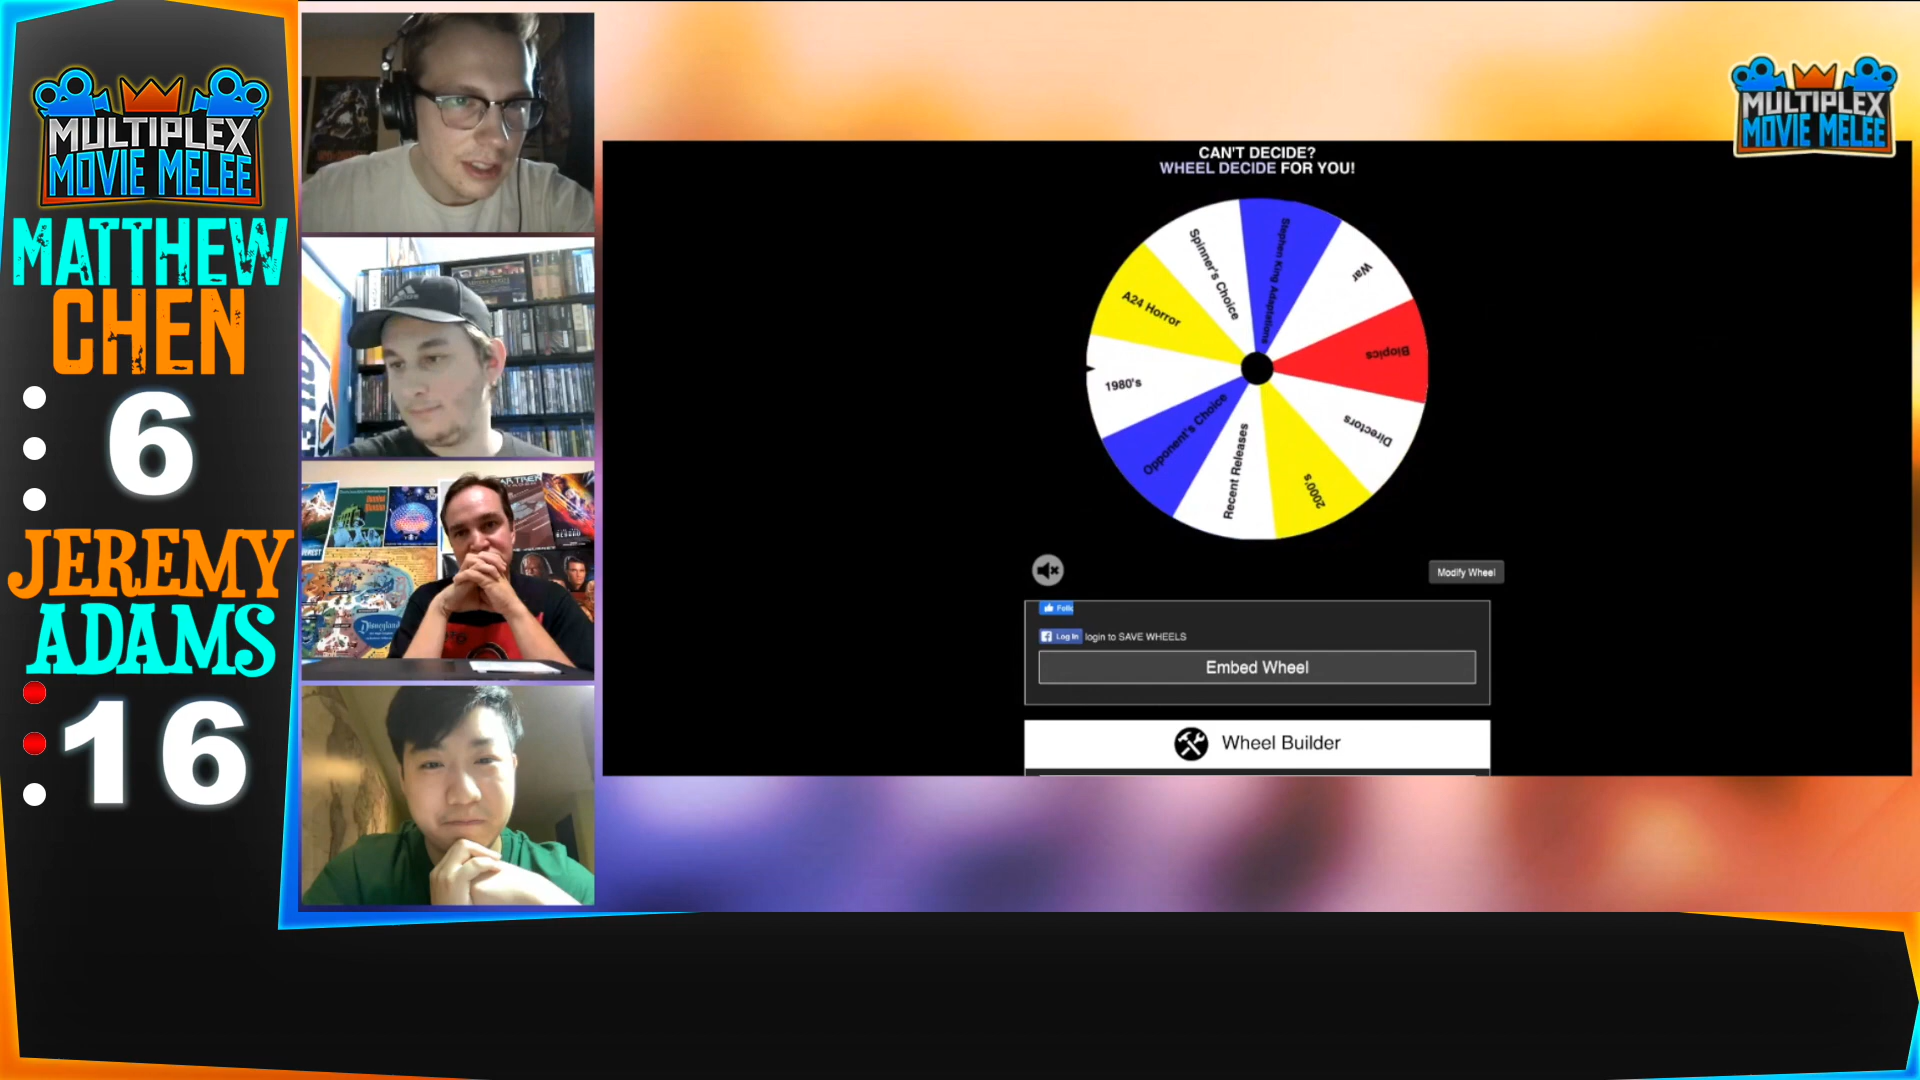 MULTIPLEX
MOVIE MELEE
MATTHEW
CHEN
6
JEREMY
ADAMS
16
MULTIPLEX
MOVIE MELEE
CAN'T DECIDE?
WHEEL DECIDE FOR YOU!
Stephen King Adaptations
War
Biopics
Directors
2000's
Recent Releases
Opponent's Choice
1980's
A24 Horror
Spinner's Choice
Modify Wheel
Log In login to SAVE WHEELS
Embed Wheel
Wheel Builder
Disneyland